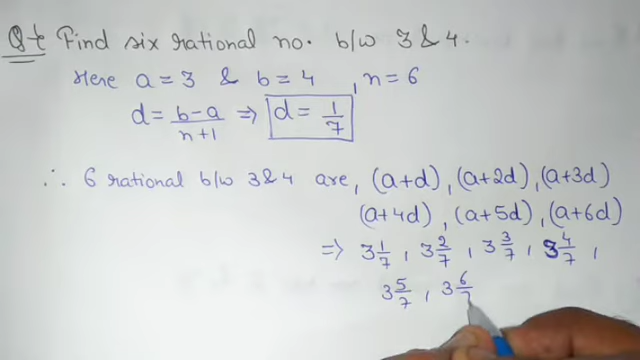 Q.1. Find six rational no. b/w 3 & 4.
Here a = 3 & b = 4 , n = 6
d = b-a/n+1 ⇒ d = 1/7
∴ 6 rational b/w 3 & 4 are, (a+d), (a+2d), (a+3d)
(a+4d), (a+5d), (a+6d)
⇒ 3 1/7, 3 2/7, 3 3/7, 3 4/7,
3 5/7, 3 6/7